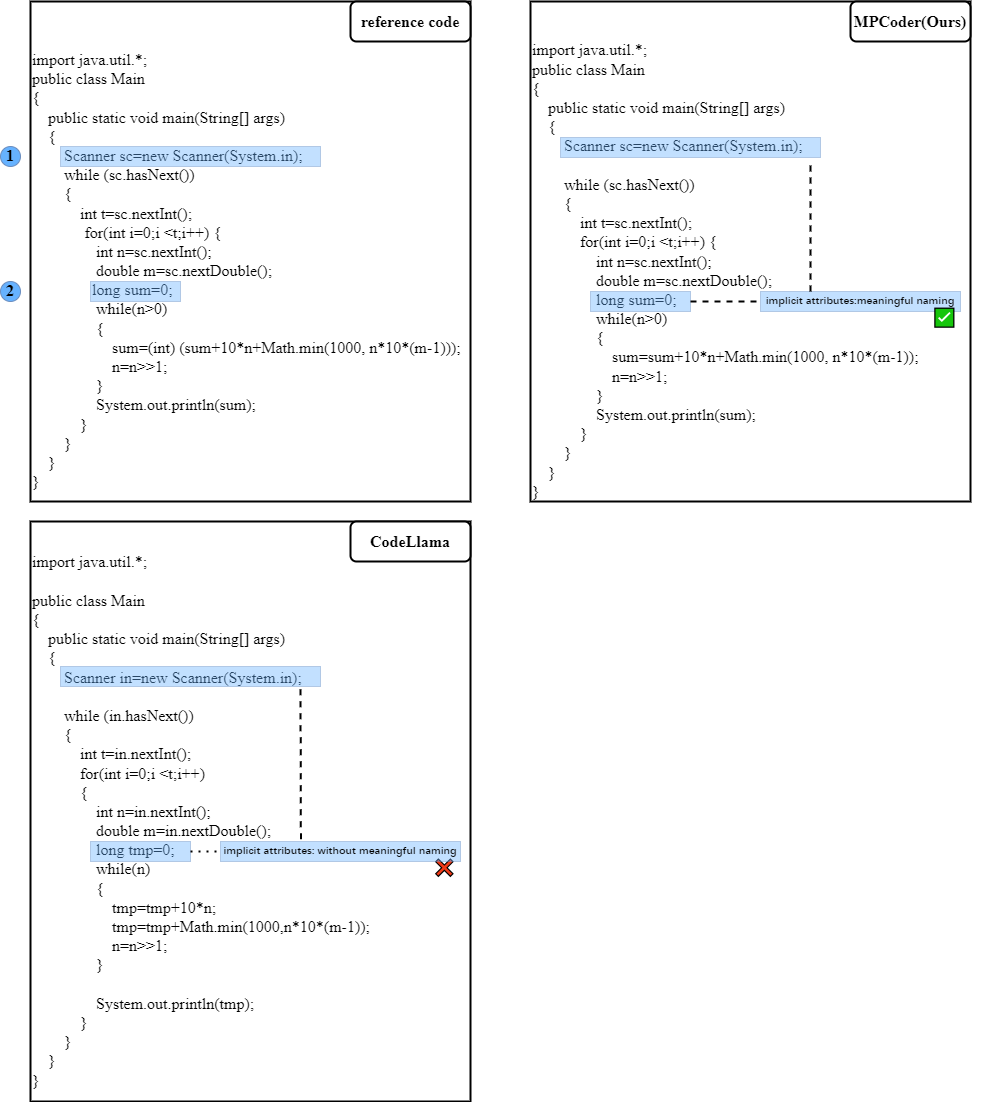 reference code
import java.util.*;
public class Main
{
public static void main(String[] args)
{
1
Scanner sc=new Scanner(System.in);
while (sc.hasNext())
{
int t=sc.nextInt();
for(int i=0;i <t;i++) {
int n=sc.nextInt();
double m=sc.nextDouble();
2
long sum=0;
while(n>0)
{
sum=(int) (sum+10*n+Math.min(1000, n*10*(m-1)));
n=n>>1;
}
System.out.println(sum);
}
}
}
}
MPCoder(Ours)
import java.util.*;
public class Main
{
public static void main(String[] args)
{
Scanner sc=new Scanner(System.in);
while (sc.hasNext())
{
int t=sc.nextInt();
for(int i=0;i <t;i++) {
int n=sc.nextInt();
double m=sc.nextDouble();
long sum=0;
implicit attributes:meaningful naming
while(n>0)
{
sum=sum+10*n+Math.min(1000, n*10*(m-1));
n=n>>1;
}
System.out.println(sum);
}
}
}
}
CodeLlama
import java.util.*;
public class Main
{
public static void main(String[] args)
{
Scanner in=new Scanner(System.in);
while (in.hasNext())
{
int t=in.nextInt();
for(int i=0;i <t;i++)
{
int n=in.nextInt();
double m=in.nextDouble();
long tmp=0;
implicit attributes: without meaningful naming
while(n)
{
tmp=tmp+10*n;
tmp=tmp+Math.min(1000,n*10*(m-1));
n=n>>1;
}
System.out.println(tmp);
}
}
}
}